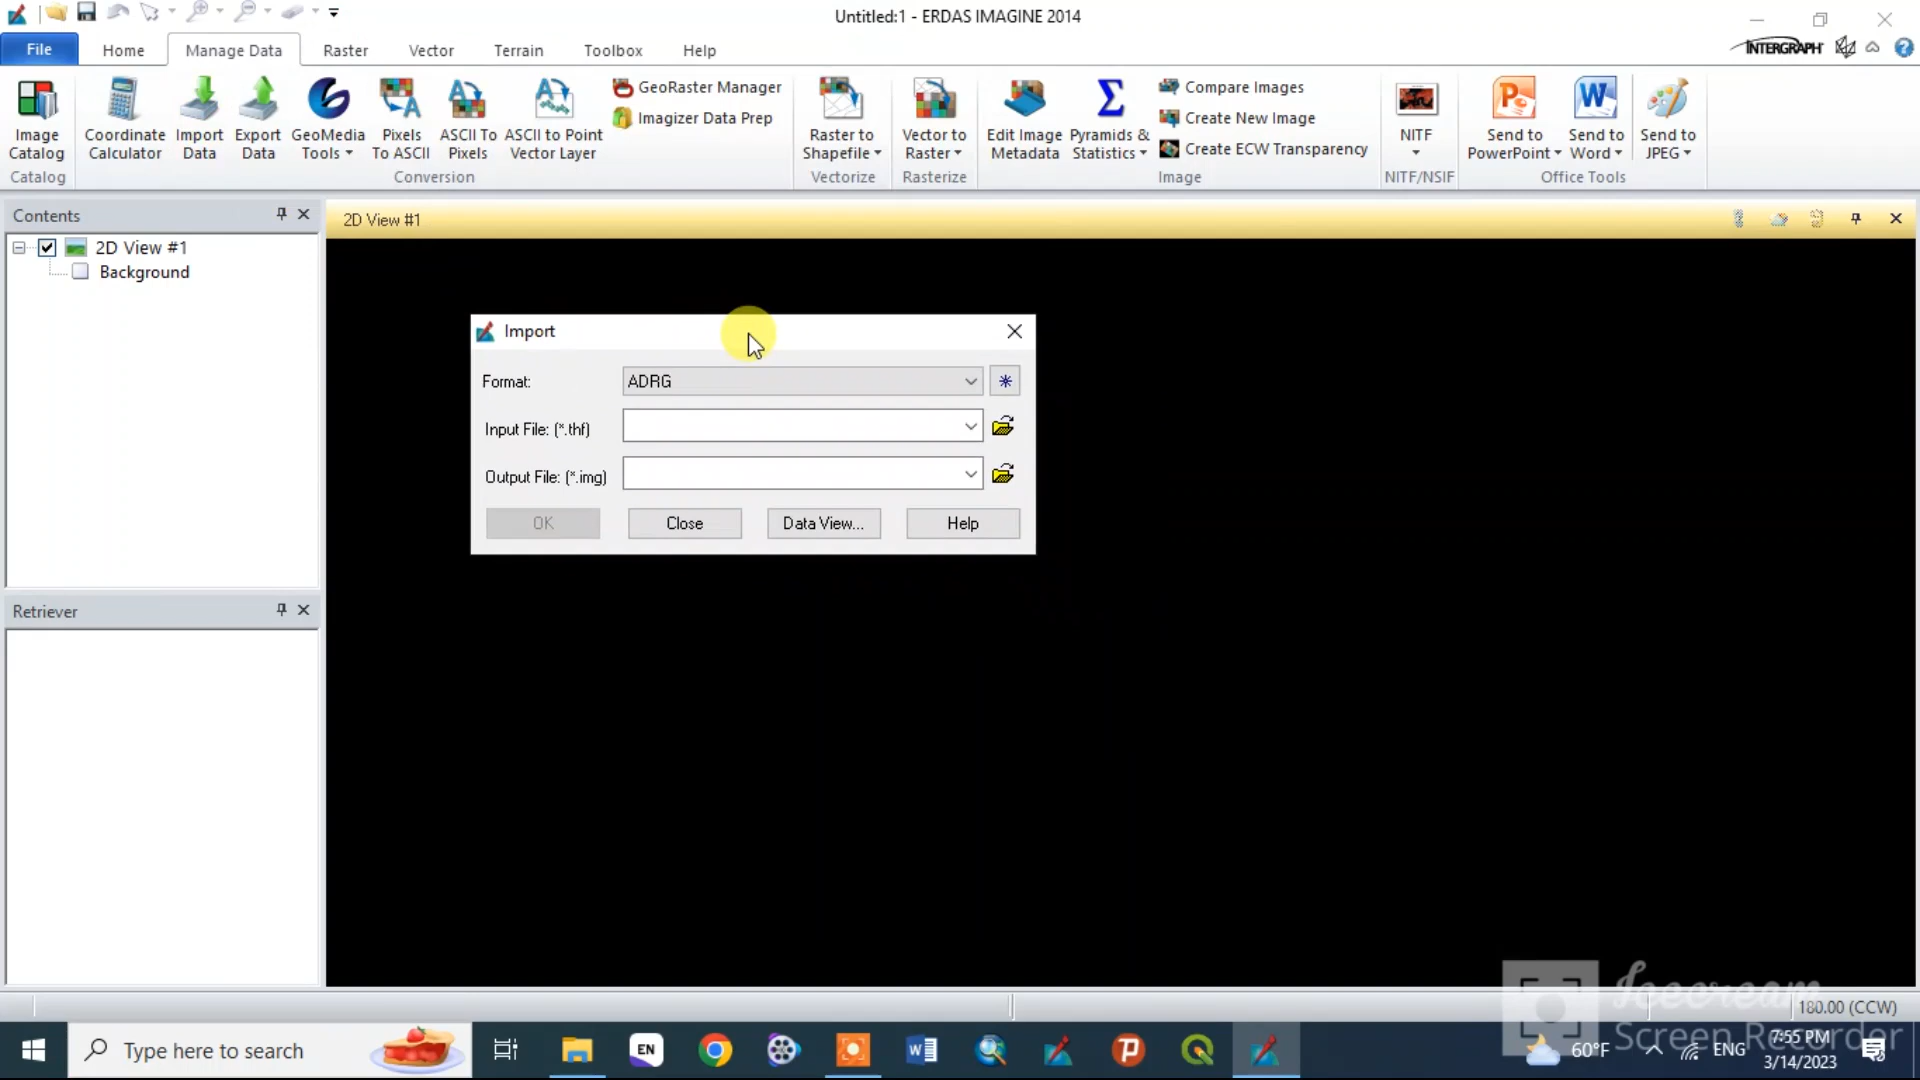 Untitled:1 - ERDAS IMAGINE 2014
File Home Manage Data Raster Vector Terrain Toolbox Help
INTERGRAPH
Image Catalog
Coordinate Calculator
Import Data
Export Data
GeoMedia Tools
Pixels To ASCII
ASCII To Pixels
ASCII to Point Vector Layer
GeoRaster Manager
Imagizer Data Prep
Raster to Shapefile
Vector to Raster
Edit Image Metadata
Pyramids & Statistics
Compare Images
Create New Image
Create ECW Transparency
NITF
Send to PowerPoint
Send to Word
Send to JPEG
Catalog Conversion Vectorize Rasterize Image NITF/NSIF Office Tools
Contents
2D View #1
Background
Retriever
2D View #1
Import
Format: ADRG
Input File: (*.thf)
Output File: (*.img)
OK Close Data View... Help
180.00 (CCW)
Icecream
Screen Recorder
Type here to search
EN
60°F
ENG
7:55 PM
3/14/2023